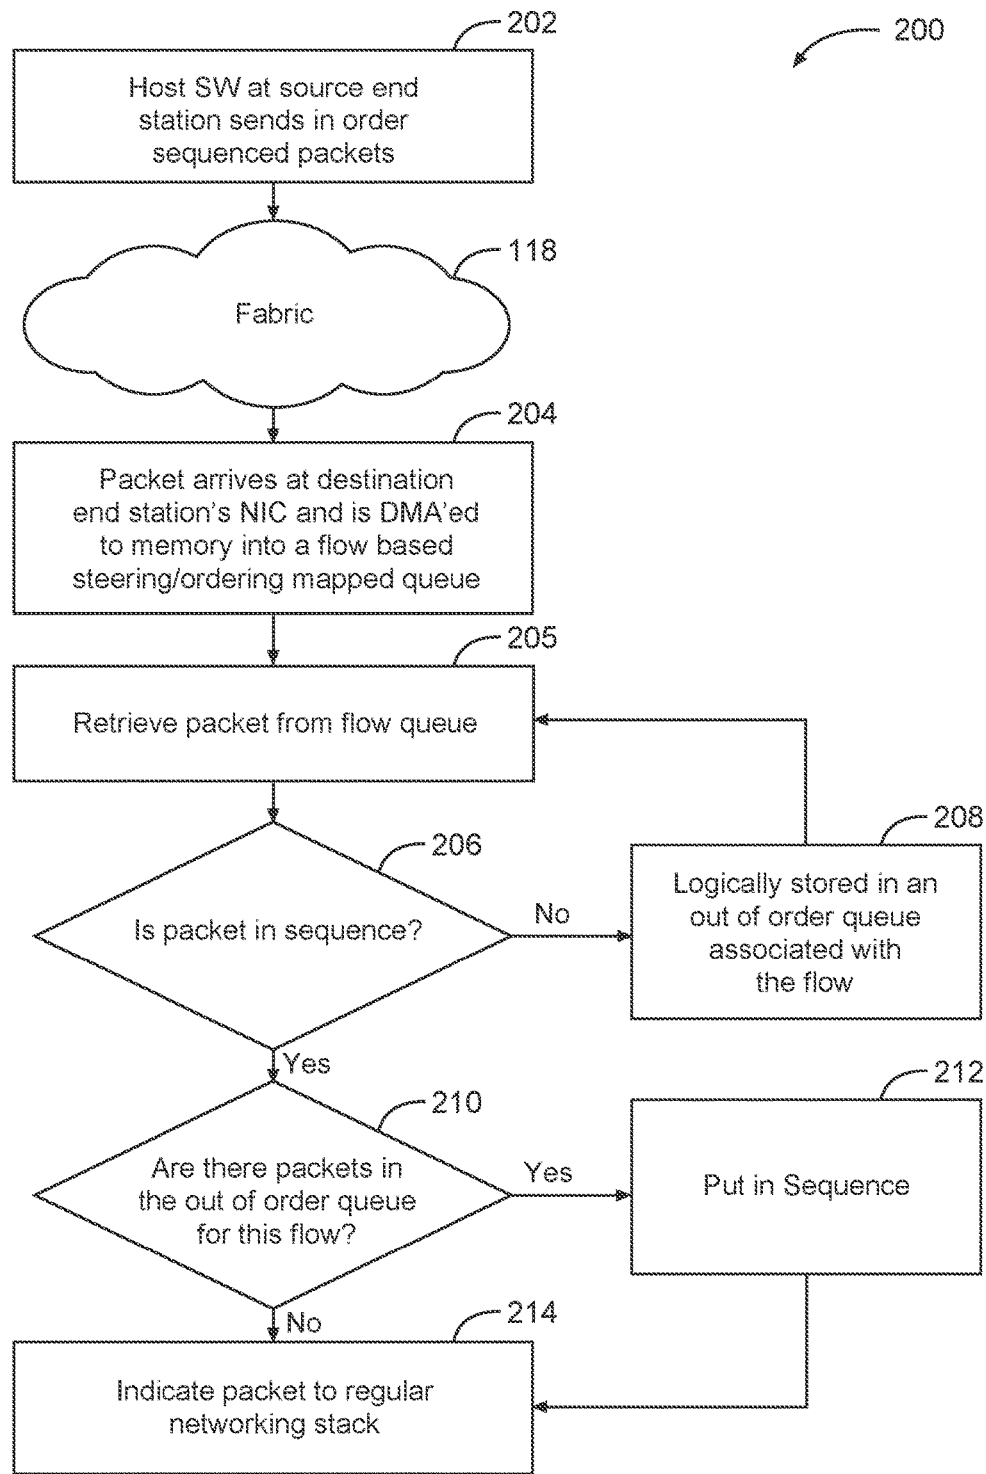 202
200
Host SW at source end
station sends in order
sequenced packets
118
Fabric
204
Packet arrives at destination
end station's NIC and is DMA'ed
to memory into a flow based
steering/ordering mapped queue
205
Retrieve packet from flow queue
206
208
Is packet in sequence?
No
Logically stored in an
out of order queue
associated with
the flow
Yes
210
212
Are there packets in
the out of order queue
for this flow?
Yes
Put in Sequence
No
214
Indicate packet to regular
networking stack